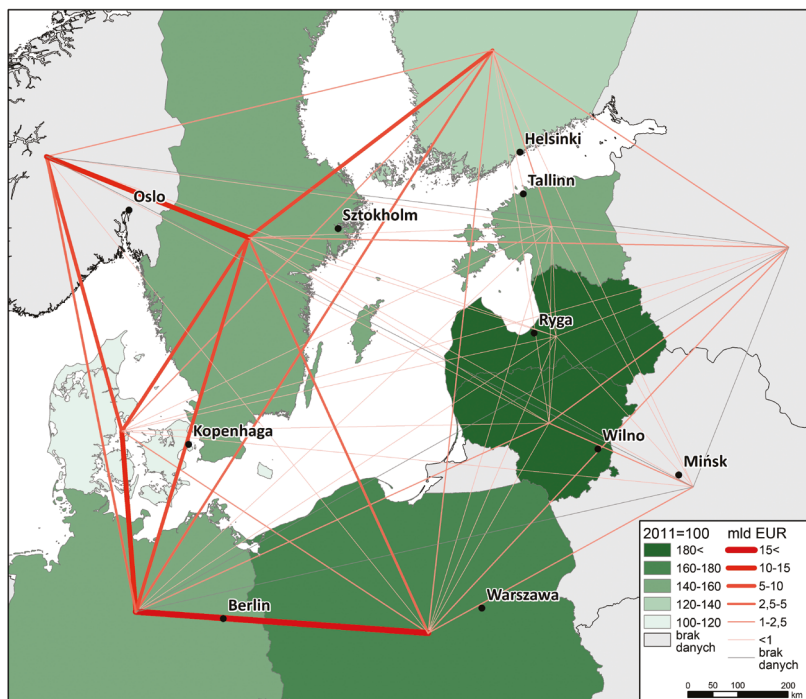 Helsinki
Tallinn
Oslo
Sztokholm
Ryga
Kopenhaga
Wilno
Mińsk
Berlin
Warszawa
2011=100 mld EUR
180< 15<
160-180 10-15
140-160 5-10
120-140 2,5-5
100-120 1-2,5
brak <1
danych brak
danych
0 50 100 200
km